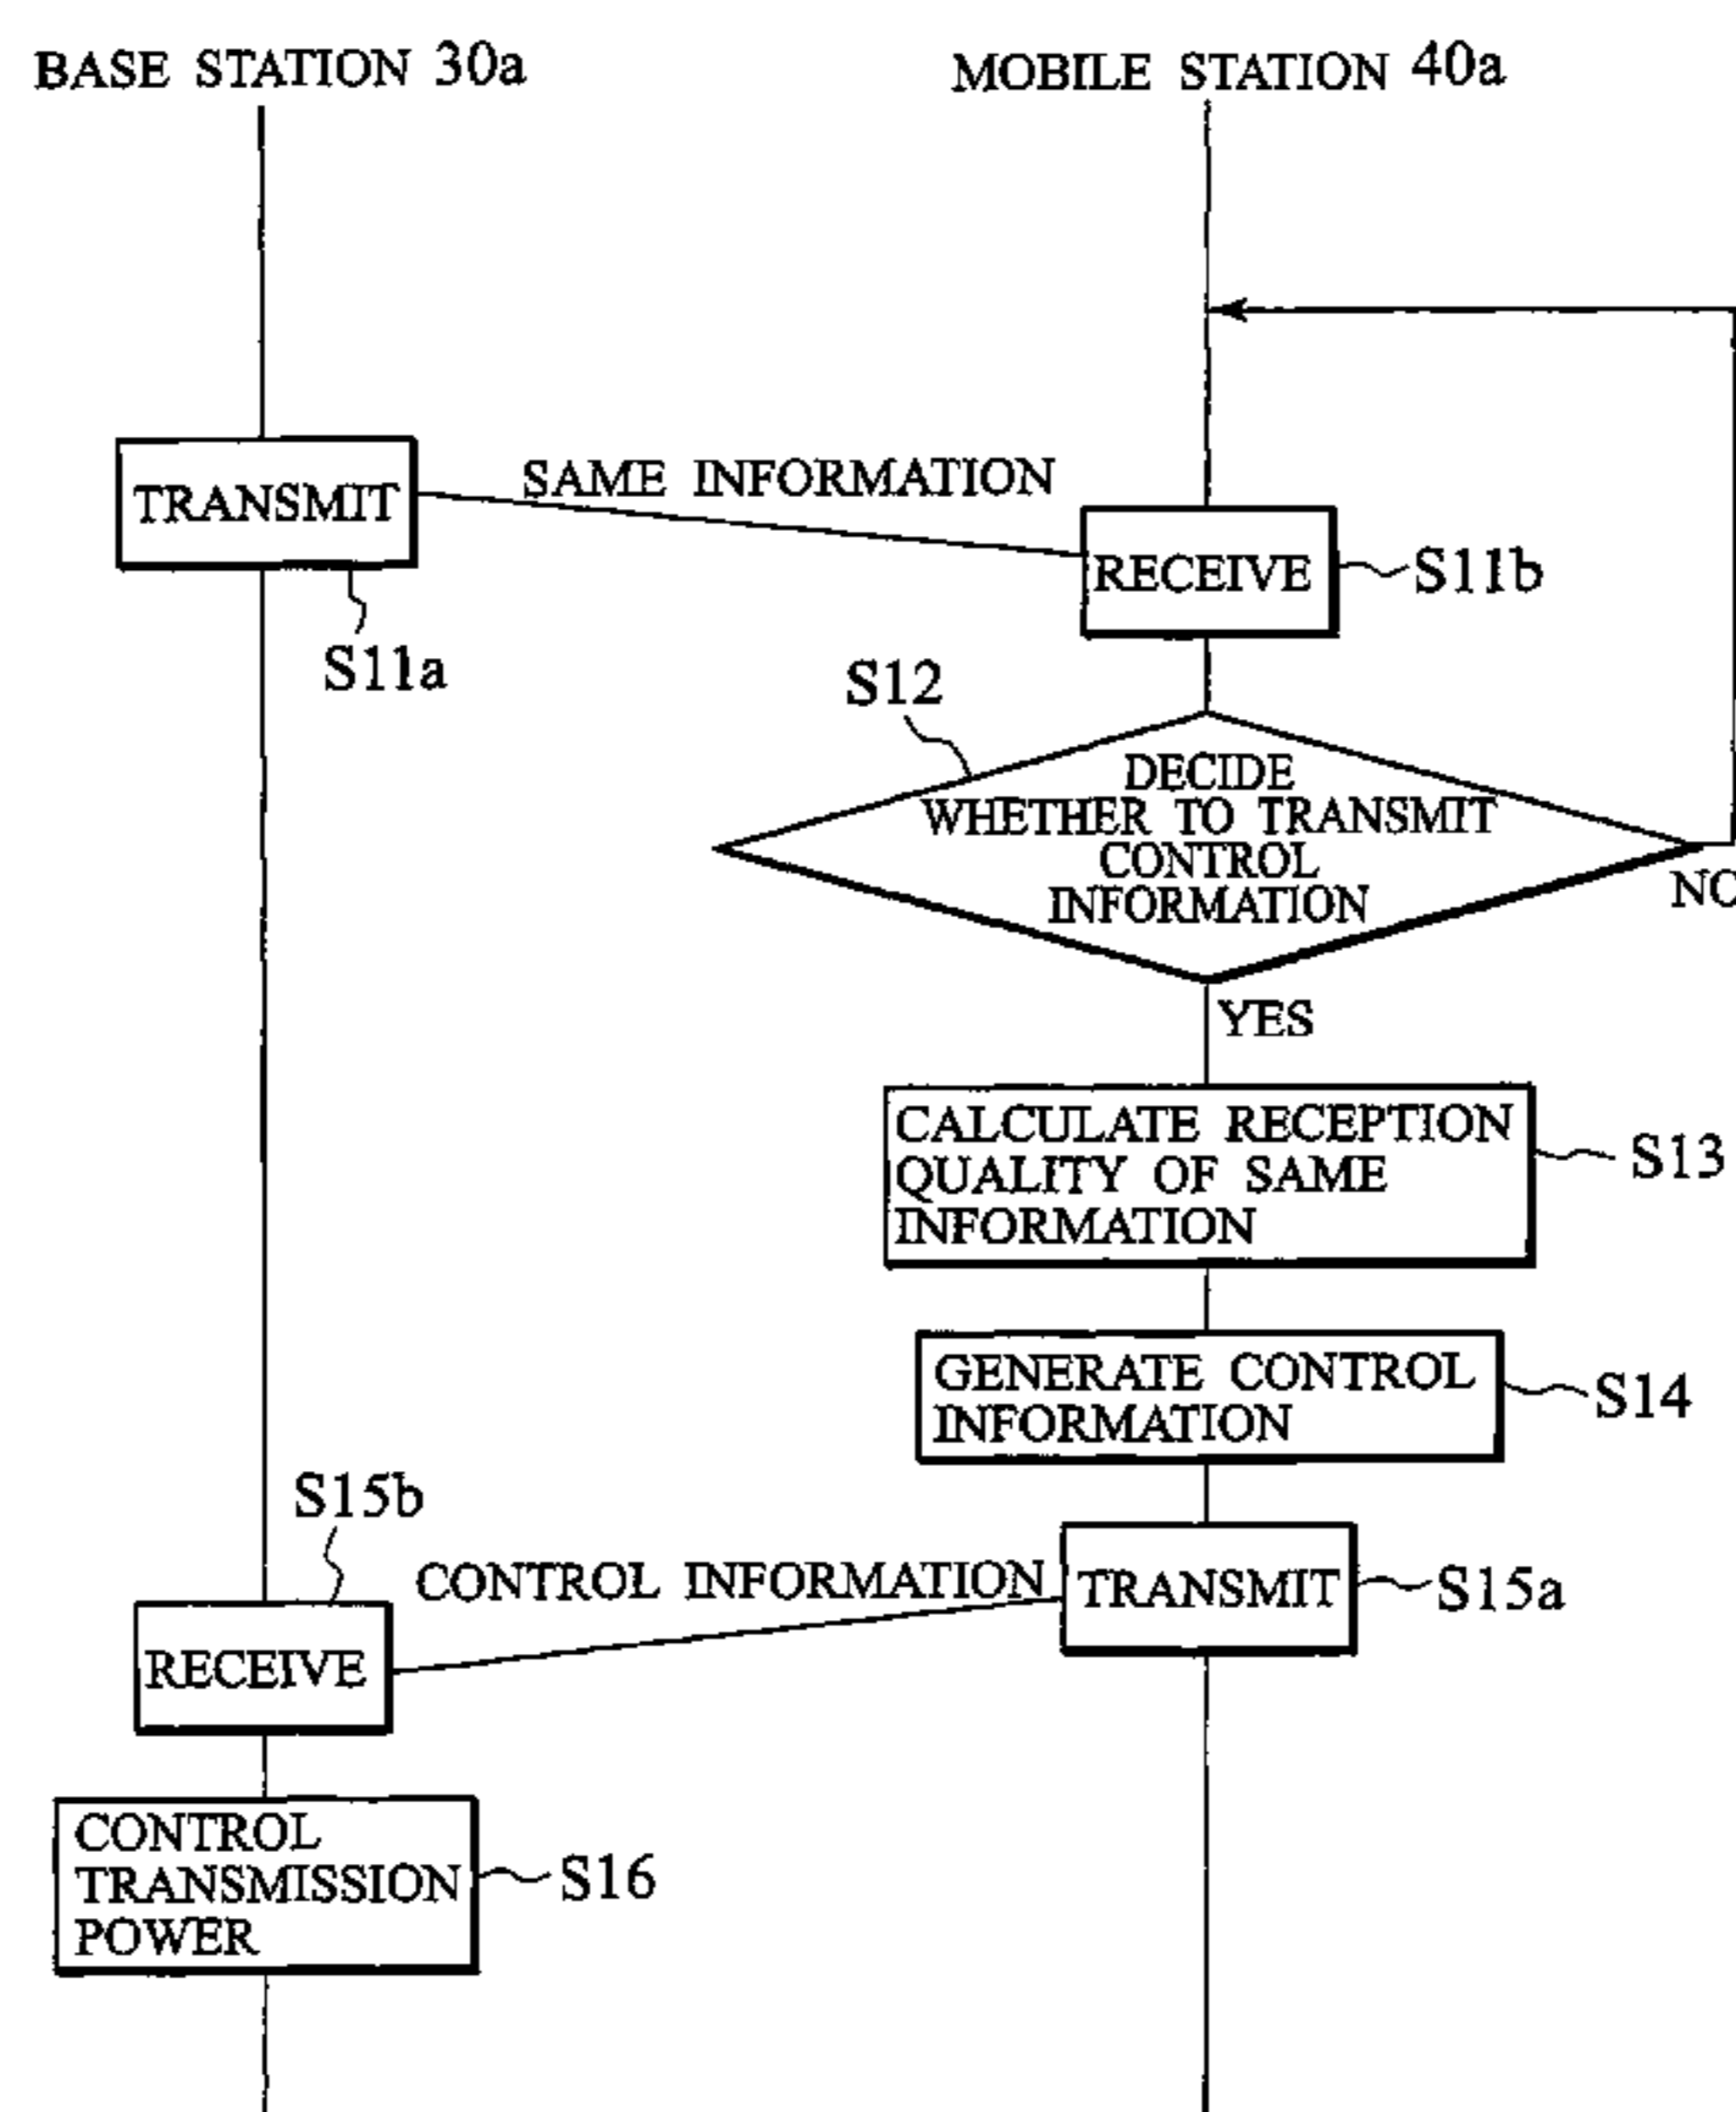 BASE STATION 30a
MOBILE STATION 40a
TRANSMIT
SAME INFORMATION
RECEIVE
S11b
S11a
S12
DECIDE
WHETHER TO TRANSMIT
CONTROL
INFORMATION
NO
YES
CALCULATE RECEPTION
QUALITY OF SAME
INFORMATION
S13
GENERATE CONTROL
INFORMATION
S14
S15b
CONTROL INFORMATION
TRANSMIT
S15a
RECEIVE
CONTROL
TRANSMISSION
POWER
S16